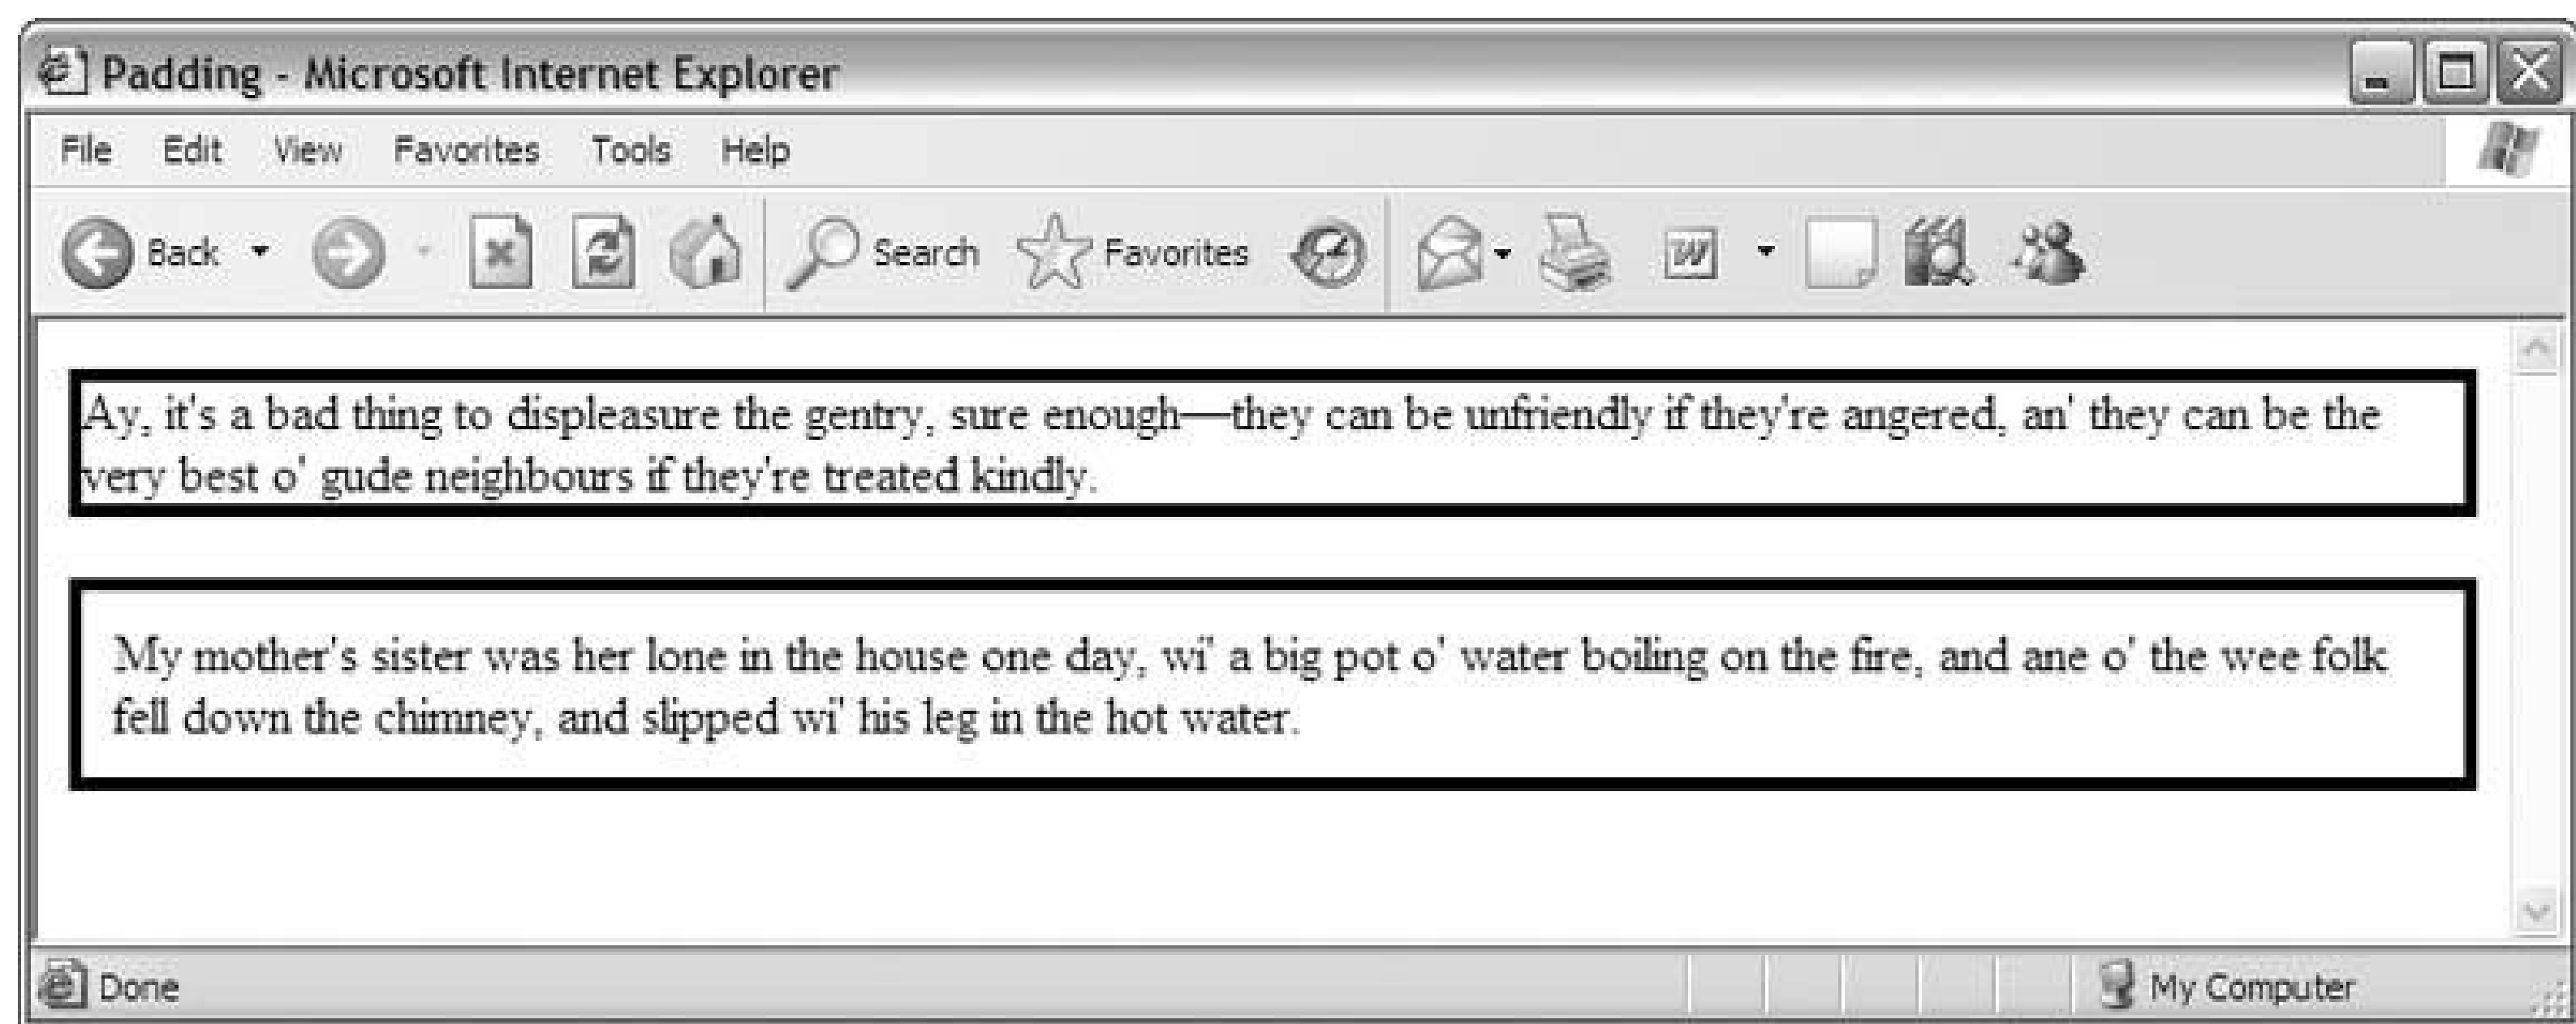 Padding - Microsoft Internet Explorer
File Edit View Favorites Tools Help
Back Search Favorites W
Ay, it's a bad thing to displeasure the gentry, sure enough—they can be unfriendly if they're angered, an' they can be the
very best o' gude neighbours if they're treated kindly.
My mother's sister was her lone in the house one day, wi' a big pot o' water boiling on the fire, and ane o' the wee folk
fell down the chimney, and slipped wi' his leg in the hot water.
Done My Computer